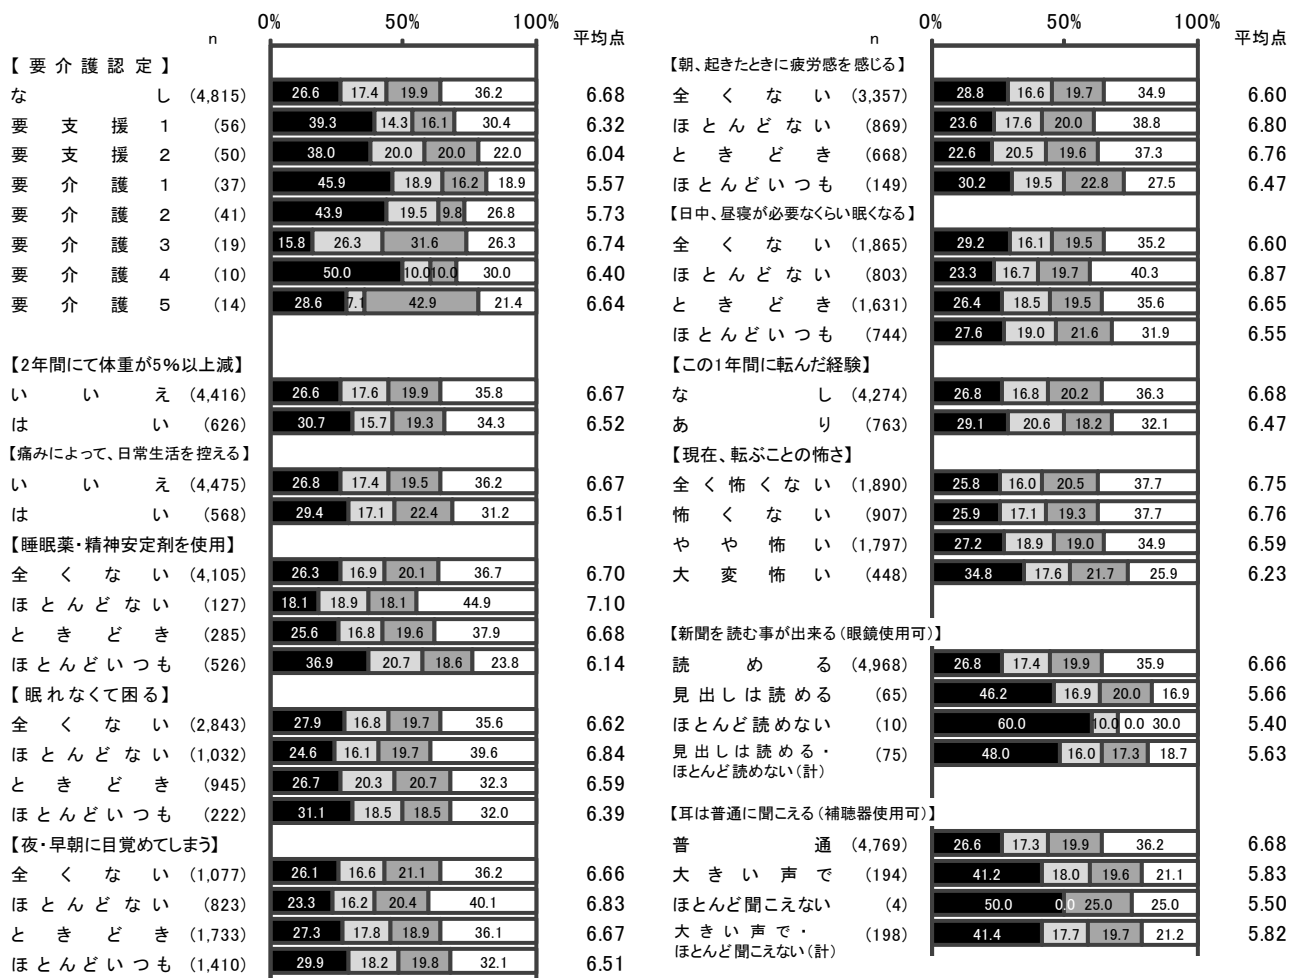 0% 50% 100%
n 平均点
【要介護認定】
なし (4,815) 26.6 17.4 19.9 36.2 6.68
要支援1 (56) 39.3 14.3 16.1 30.4 6.32
要支援2 (50) 38.0 20.0 20.0 22.0 6.04
要介護1 (37) 45.9 18.9 16.2 18.9 5.57
要介護2 (41) 43.9 19.5 9.8 26.8 5.73
要介護3 (19) 15.8 26.3 31.6 26.3 6.74
要介護4 (10) 50.0 10.0 10.0 30.0 6.40
要介護5 (14) 28.6 7.1 42.9 21.4 6.64
【2年間にて体重が5%以上減】
いいえ (4,416) 26.6 17.6 19.9 35.8 6.67
はい (626) 30.7 15.7 19.3 34.3 6.52
【痛みによって、日常生活を控える】
いいえ (4,475) 26.8 17.4 19.5 36.2 6.67
はい (568) 29.4 17.1 22.4 31.2 6.51
【睡眠薬・精神安定剤を使用】
全くない (4,105) 26.3 16.9 20.1 36.7 6.70
ほとんどない (127) 18.1 18.9 18.1 44.9 7.10
ときどき (285) 25.6 16.8 19.6 37.9 6.68
ほとんどいつも (526) 36.9 20.7 18.6 23.8 6.14
【眠れなくて困る】
全くない (2,843) 27.9 16.8 19.7 35.6 6.62
ほとんどない (1,032) 24.6 16.1 19.7 39.6 6.84
ときどき (945) 26.7 20.3 20.7 32.3 6.59
ほとんどいつも (222) 31.1 18.5 18.5 32.0 6.39
【夜・早朝に目覚めてしまう】
全くない (1,077) 26.1 16.6 21.1 36.2 6.66
ほとんどない (823) 23.3 16.2 20.4 40.1 6.83
ときどき (1,733) 27.3 17.8 18.9 36.1 6.67
ほとんどいつも (1,410) 29.9 18.2 19.8 32.1 6.51
0% 50% 100%
n 平均点
【朝、起きたときに疲労感を感じる】
全くない (3,357) 28.8 16.6 19.7 34.9 6.60
ほとんどない (869) 23.6 17.6 20.0 38.8 6.80
ときどき (668) 22.6 20.5 19.6 37.3 6.76
ほとんどいつも (149) 30.2 19.5 22.8 27.5 6.47
【日中、昼寝が必要なくらい眠くなる】
全くない (1,865) 29.2 16.1 19.5 35.2 6.60
ほとんどない (803) 23.3 16.7 19.7 40.3 6.87
ときどき (1,631) 26.4 18.5 19.5 35.6 6.65
ほとんどいつも (744) 27.6 19.0 21.6 31.9 6.55
【この1年間に転んだ経験】
なし (4,274) 26.8 16.8 20.2 36.3 6.68
あり (763) 29.1 20.6 18.2 32.1 6.47
【現在、転ぶことの怖さ】
全く怖くない (1,890) 25.8 16.0 20.5 37.7 6.75
怖くない (907) 25.9 17.1 19.3 37.7 6.76
やや怖い (1,797) 27.2 18.9 19.0 34.9 6.59
大変怖い (448) 34.8 17.6 21.7 25.9 6.23
【新聞を読む事が出来る(眼鏡使用可)】
読める (4,968) 26.8 17.4 19.9 35.9 6.66
見出しは読める (65) 46.2 16.9 20.0 16.9 5.66
ほとんど読めない (10) 60.0 10.0 0.0 30.0 5.40
見出しは読める・
ほとんど読めない(計) (75) 48.0 16.0 17.3 18.7 5.63
【耳は普通に聞こえる(補聴器使用可)】
普通 (4,769) 26.6 17.3 19.9 36.2 6.68
大きい声で (194) 41.2 18.0 19.6 21.1 5.83
ほとんど聞こえない (4) 50.0 0.0 25.0 25.0 5.50
大きい声で・
ほとんど聞こえない(計) (198) 41.4 17.7 19.7 21.2 5.82